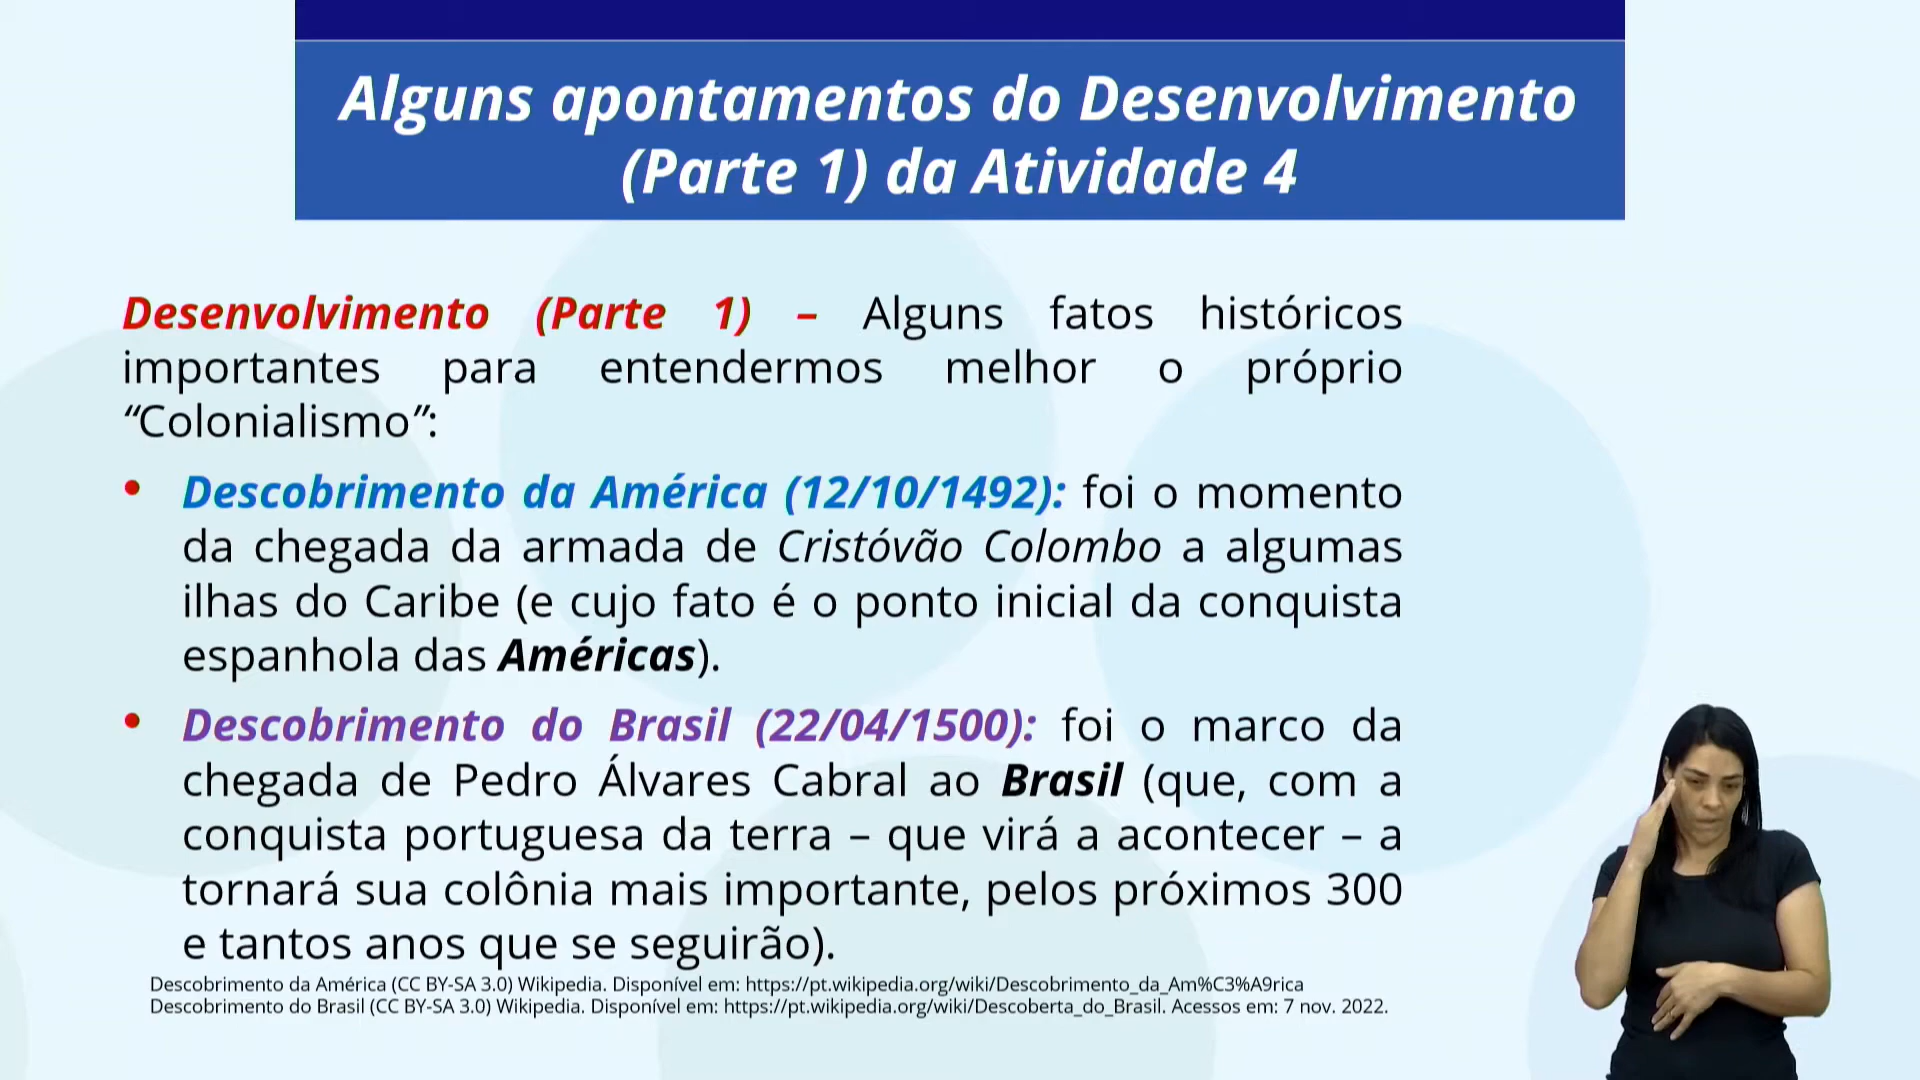 Alguns apontamentos do Desenvolvimento
(Parte 1) da Atividade 4
Desenvolvimento (Parte 1) – Alguns fatos históricos
importantes para entendermos melhor o próprio
“Colonialismo”:
• Descobrimento da América (12/10/1492): foi o momento
da chegada da armada de Cristóvão Colombo a algumas
ilhas do Caribe (e cujo fato é o ponto inicial da conquista
espanhola das Américas).
• Descobrimento do Brasil (22/04/1500): foi o marco da
chegada de Pedro Álvares Cabral ao Brasil (que, com a
conquista portuguesa da terra – que virá a acontecer – a
tornará sua colônia mais importante, pelos próximos 300
e tantos anos que se seguirão).
Descobrimento da América (CC BY-SA 3.0) Wikipedia. Disponível em: https://pt.wikipedia.org/wiki/Descobrimento_da_Am%C3%A9rica
Descobrimento do Brasil (CC BY-SA 3.0) Wikipedia. Disponível em: https://pt.wikipedia.org/wiki/Descoberta_do_Brasil. Acessos em: 7 nov. 2022.